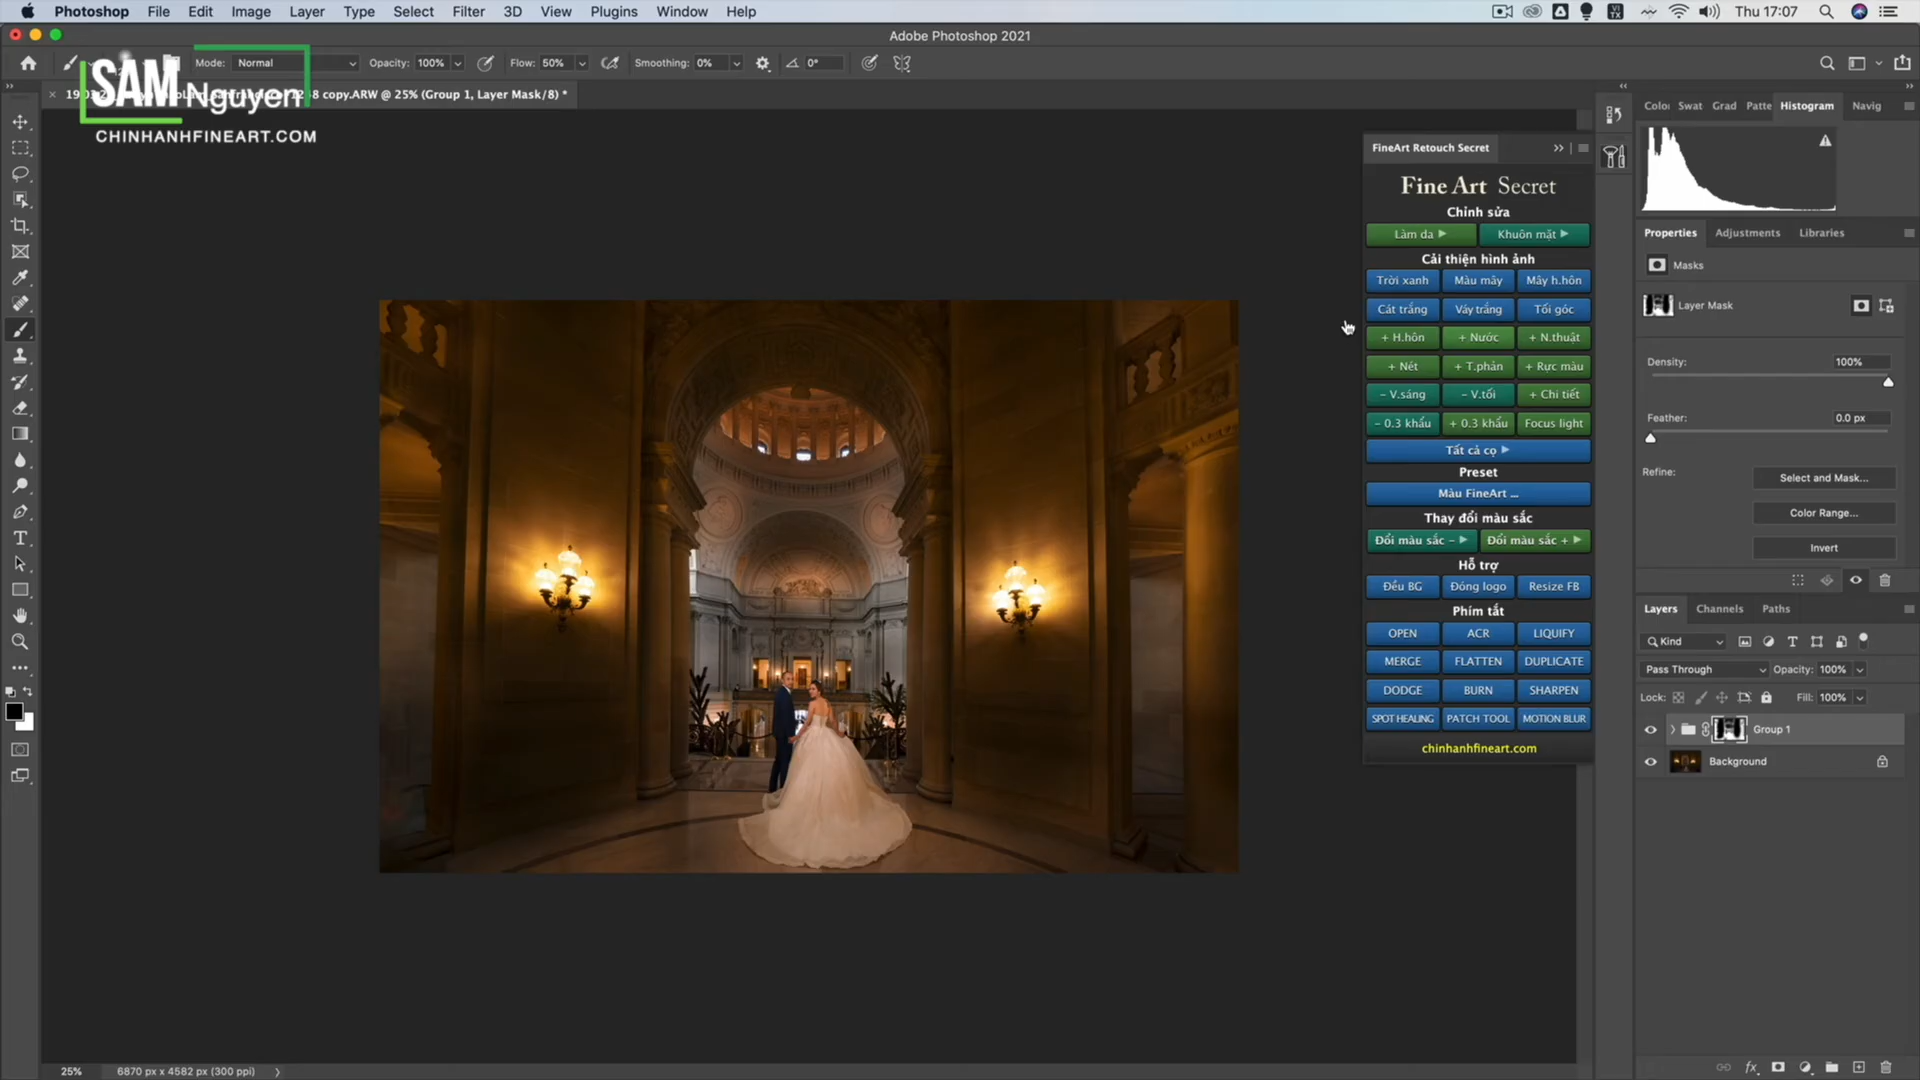 Photoshop File Edit Image Layer Type Select Filter 3D View Plugins Window Help
Thu 17:07
Adobe Photoshop 2021
Mode: Normal Opacity: 100% Flow: 50% Smoothing: 0% 0°
SAM Nguyen
CHINHANHFINEART.COM
copy.ARW @ 25% (Group 1, Layer Mask/8) *
FineArt Retouch Secret
Fine Art Secret
Chỉnh sửa
Làm da Khuôn mặt
Cải thiện hình ảnh
Trời xanh Màu mây Mây h.hôn
Cát trắng Váy trắng Tối góc
+ H.hôn + Nước + N.thuật
+ Nét + T.phản + Rực màu
- V.sáng - V.tối + Chi tiết
- 0.3 khẩu + 0.3 khẩu Focus light
Tất cả cọ
Preset
Màu FineArt ...
Thay đổi màu sắc
Đổi màu sắc - Đổi màu sắc +
Hỗ trợ
Đều BG Đóng logo Resize FB
Phím tắt
OPEN ACR LIQUIFY
MERGE FLATTEN DUPLICATE
DODGE BURN SHARPEN
SPOT HEALING PATCH TOOL MOTION BLUR
chinhanhfineart.com
Color Swat Grad Patte Histogram Navig
Properties Adjustments Libraries
Masks
Layer Mask
Density: 100%
Feather: 0.0 px
Refine: Select and Mask...
Color Range...
Invert
Layers Channels Paths
Kind
Pass Through Opacity: 100%
Lock: Fill: 100%
Group 1
Background
25% 6870 px x 4582 px (300 ppi)